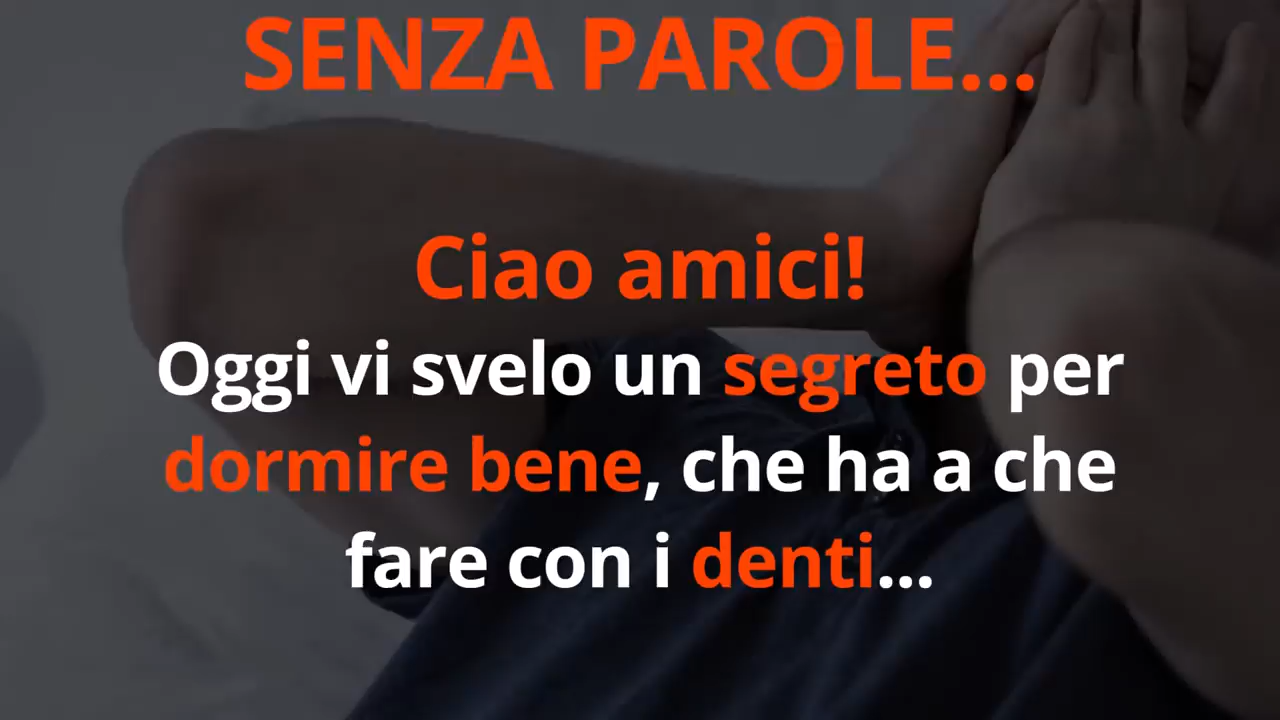 SENZA PAROLE...
Ciao amici!
Oggi vi svelo un segreto per
dormire bene, che ha a che
fare con i denti...